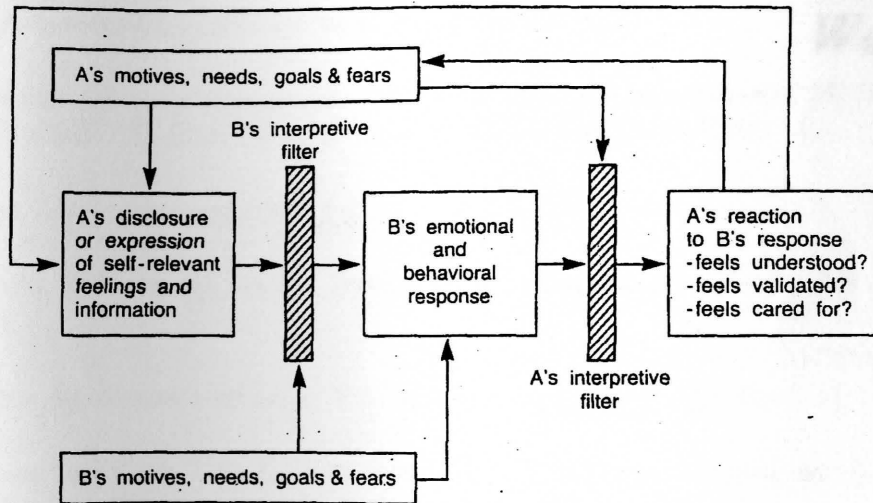 W
A's motives, needs, goals & fears
B's interpretive
filter
A's disclosure
or expression
of self-relevant
feelings and
information
B's emotional
and
behavioral
response
A's reaction
to B's response
-feels understood?
-feels validated?
-feels cared for?
A's interpretive
filter
B's motives, needs, goals & fears